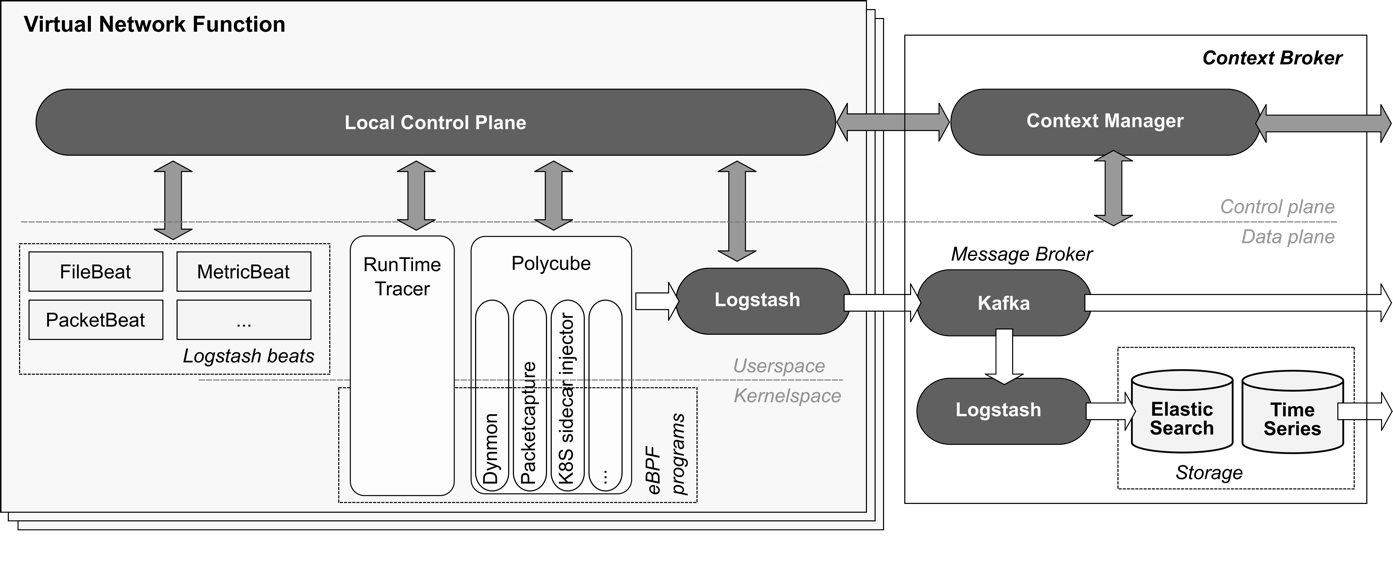 Virtual Network Function
Context Broker
Local Control Plane
Context Manager
Control plane
Data plane
FileBeat
MetricBeat
PacketBeat
...
Logstash beats
RunTime
Tracer
Polycube
Dynmon
Packetcapture
K8S sidecar injector
...
eBPF
programs
Logstash
Userspace
Kernelspace
Message Broker
Kafka
Logstash
Elastic
Search
Time
Series
Storage